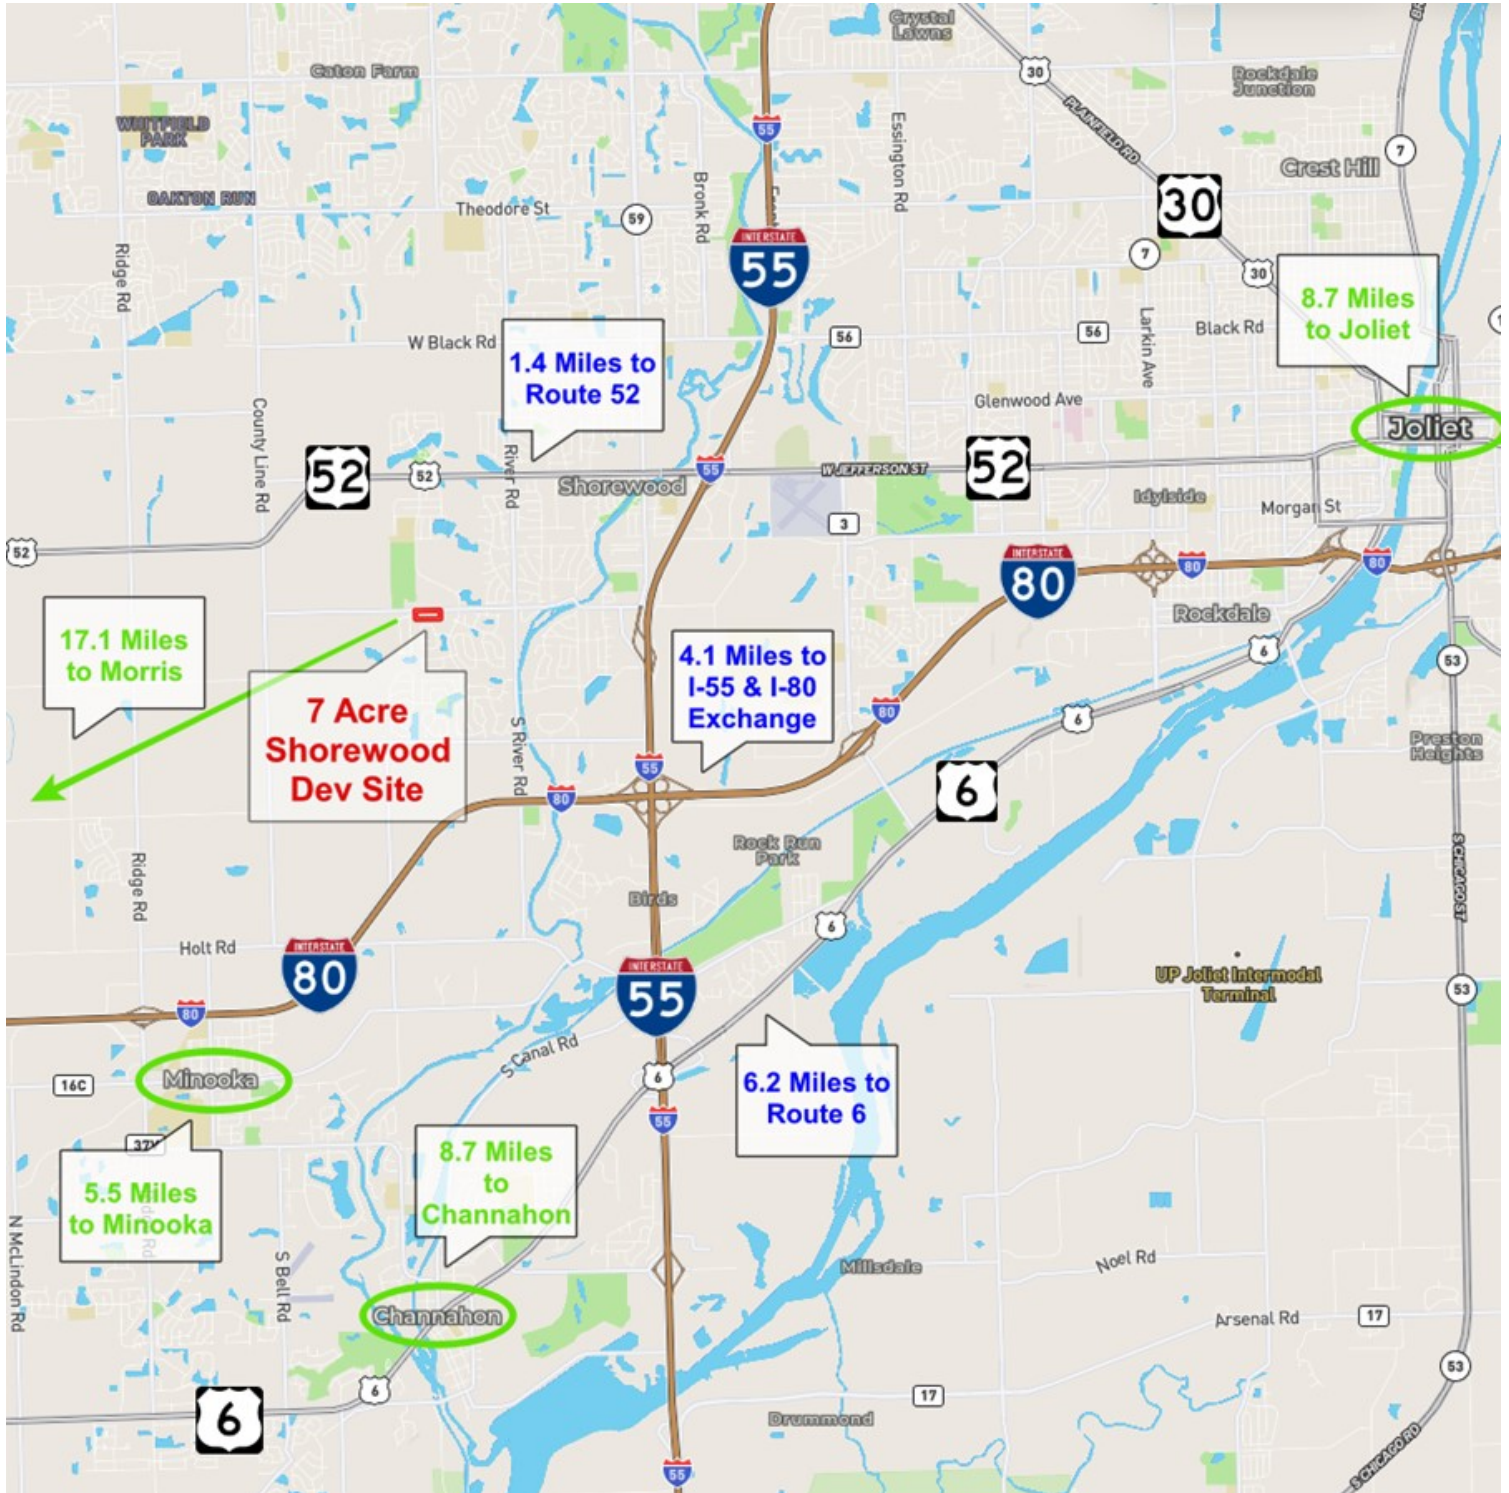 Crystal
Lawns
Caton Farm
30
Rockdale
Junction
PLAINFIELD RD
WHITFIELD
PARK
55
Essington Rd
7
Crest Hill
OAKTON RUN
Theodore St
59
Bronk Rd
30
Ridge Rd
INTERSTATE
55
7
30
8.7 Miles
to Joliet
W Black Rd
1.4 Miles to
Route 52
56
56
Larkin Ave
Black Rd
County Line Rd
Glenwood Ave
Joliet
52
52
River Rd
Shorewood
55
W JEFFERSON ST
52
Idylside
Morgan St
3
52
INTERSTATE
80
80
80
Rockdale
17.1 Miles
to Morris
4.1 Miles to
I-55 & I-80
Exchange
6
53
7 Acre
Shorewood
Dev Site
S River Rd
80
6
Preston
Heights
55
80
6
Rock Run
Park
S CHICAGO ST
Ridge Rd
Birds
6
Holt Rd
INTERSTATE
80
INTERSTATE
55
UP Joliet Intermodal
Terminal
53
80
S Canal Rd
16C
Minooka
6
6.2 Miles to
Route 6
55
37Y
8.7 Miles
to
Channahon
5.5 Miles
to Minooka
N McLindon Rd
S Bell Rd
Millsdale
Noel Rd
Channahon
Arsenal Rd
17
53
6
6
17
Drummond
55
S CHICAGO RD